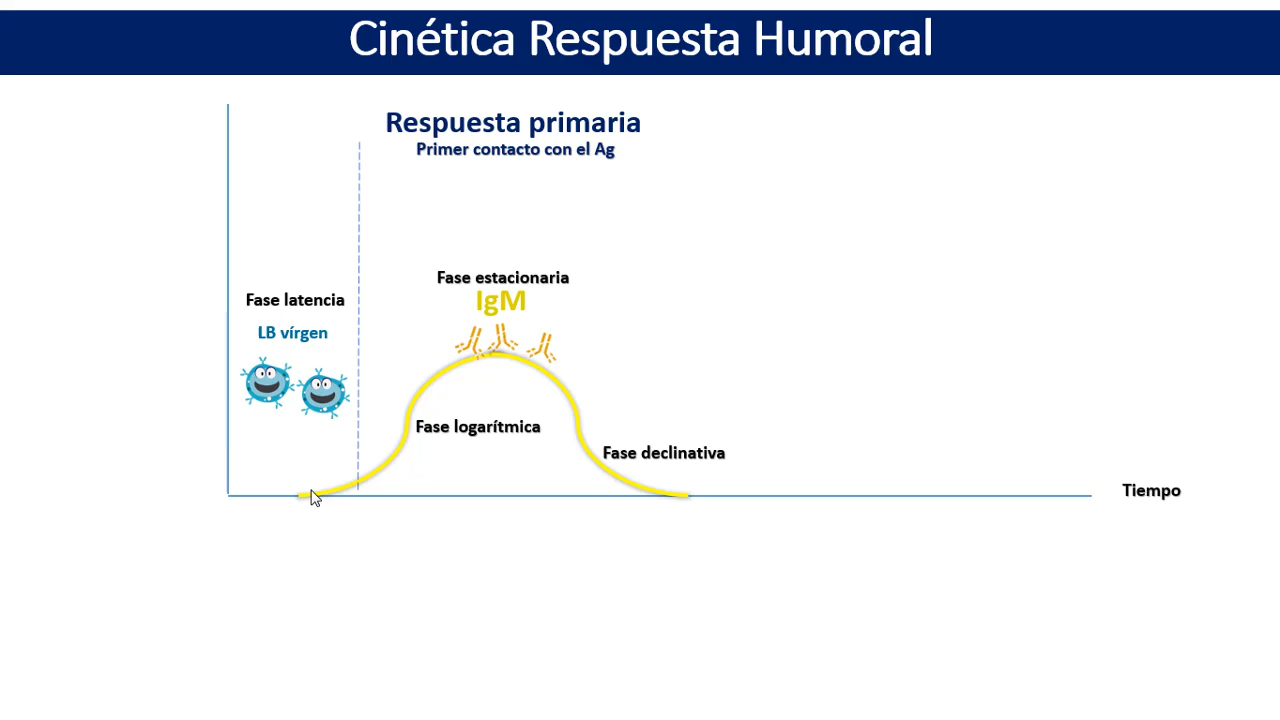 Cinética Respuesta Humoral
Respuesta primaria
Primer contacto con el Ag
Fase estacionaria
IgM
Fase latencia
LB vírgen
Fase logarítmica
Fase declinativa
Tiempo